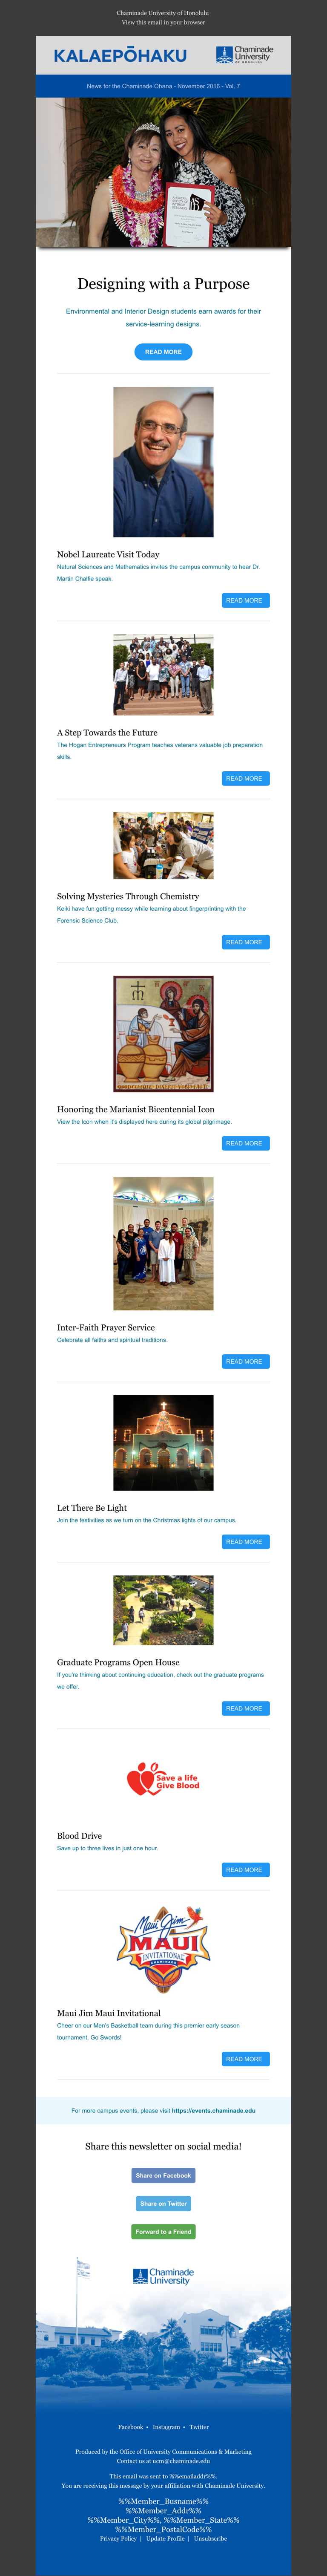 Chaminade University of Honolulu
View this email in your browser
KALAEPŌHAKU
Chaminade
University
OF HONOLULU
News for the Chaminade Ohana - November 2016 - Vol. 7
Designing with a Purpose
Environmental and Interior Design students earn awards for their
service-learning designs.
READ MORE
Nobel Laureate Visit Today
Natural Sciences and Mathematics invites the campus community to hear Dr.
Martin Chalfie speak.
READ MORE
A Step Towards the Future
The Hogan Entrepreneurs Program teaches veterans valuable job preparation
skills.
READ MORE
Solving Mysteries Through Chemistry
Keiki have fun getting messy while learning about fingerprinting with the
Forensic Science Club.
READ MORE
Honoring the Marianist Bicentennial Icon
View the Icon when it's displayed here during its global pilgrimage.
READ MORE
Inter-Faith Prayer Service
Celebrate all faiths and spiritual traditions.
READ MORE
Let There Be Light
Join the festivities as we turn on the Christmas lights of our campus.
READ MORE
Graduate Programs Open House
If you're thinking about continuing education, check out the graduate programs
we offer.
READ MORE
Save a life
Give Blood
Blood Drive
Save up to three lives in just one hour.
READ MORE
Maui Jim
MAUI
INVITATIONAL
CHAMINADE
Maui Jim Maui Invitational
Cheer on our Men's Basketball team during this premier early season
tournament. Go Swords!
READ MORE
For more campus events, please visit https://events.chaminade.edu
Share this newsletter on social media!
Share on Facebook
Share on Twitter
Forward to a Friend
Chaminade
University
Facebook • Instagram • Twitter
Produced by the Office of University Communications & Marketing
Contact us at ucm@chaminade.edu
This email was sent to %%emailaddr%%.
You are receiving this message by your affiliation with Chaminade University.
%%Member_Busname%%
%%Member_Addr%%
%%Member_City%%, %%Member_State%%
%%Member_PostalCode%%
Privacy Policy | Update Profile | Unsubscribe